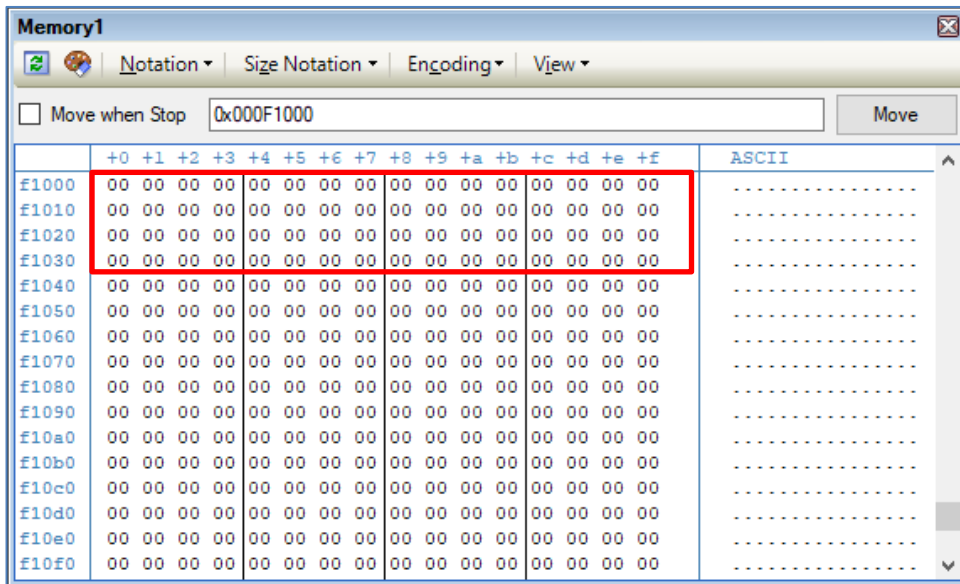 Memory1
Notation Size Notation Encoding View
Move when Stop 0x000F1000 Move
+0 +1 +2 +3 +4 +5 +6 +7 +8 +9 +a +b +c +d +e +f ASCII
f1000 00 00 00 00 00 00 00 00 00 00 00 00 00 00 00 00 ................
f1010 00 00 00 00 00 00 00 00 00 00 00 00 00 00 00 00 ................
f1020 00 00 00 00 00 00 00 00 00 00 00 00 00 00 00 00 ................
f1030 00 00 00 00 00 00 00 00 00 00 00 00 00 00 00 00 ................
f1040 00 00 00 00 00 00 00 00 00 00 00 00 00 00 00 00 ................
f1050 00 00 00 00 00 00 00 00 00 00 00 00 00 00 00 00 ................
f1060 00 00 00 00 00 00 00 00 00 00 00 00 00 00 00 00 ................
f1070 00 00 00 00 00 00 00 00 00 00 00 00 00 00 00 00 ................
f1080 00 00 00 00 00 00 00 00 00 00 00 00 00 00 00 00 ................
f1090 00 00 00 00 00 00 00 00 00 00 00 00 00 00 00 00 ................
f10a0 00 00 00 00 00 00 00 00 00 00 00 00 00 00 00 00 ................
f10b0 00 00 00 00 00 00 00 00 00 00 00 00 00 00 00 00 ................
f10c0 00 00 00 00 00 00 00 00 00 00 00 00 00 00 00 00 ................
f10d0 00 00 00 00 00 00 00 00 00 00 00 00 00 00 00 00 ................
f10e0 00 00 00 00 00 00 00 00 00 00 00 00 00 00 00 00 ................
f10f0 00 00 00 00 00 00 00 00 00 00 00 00 00 00 00 00 ................